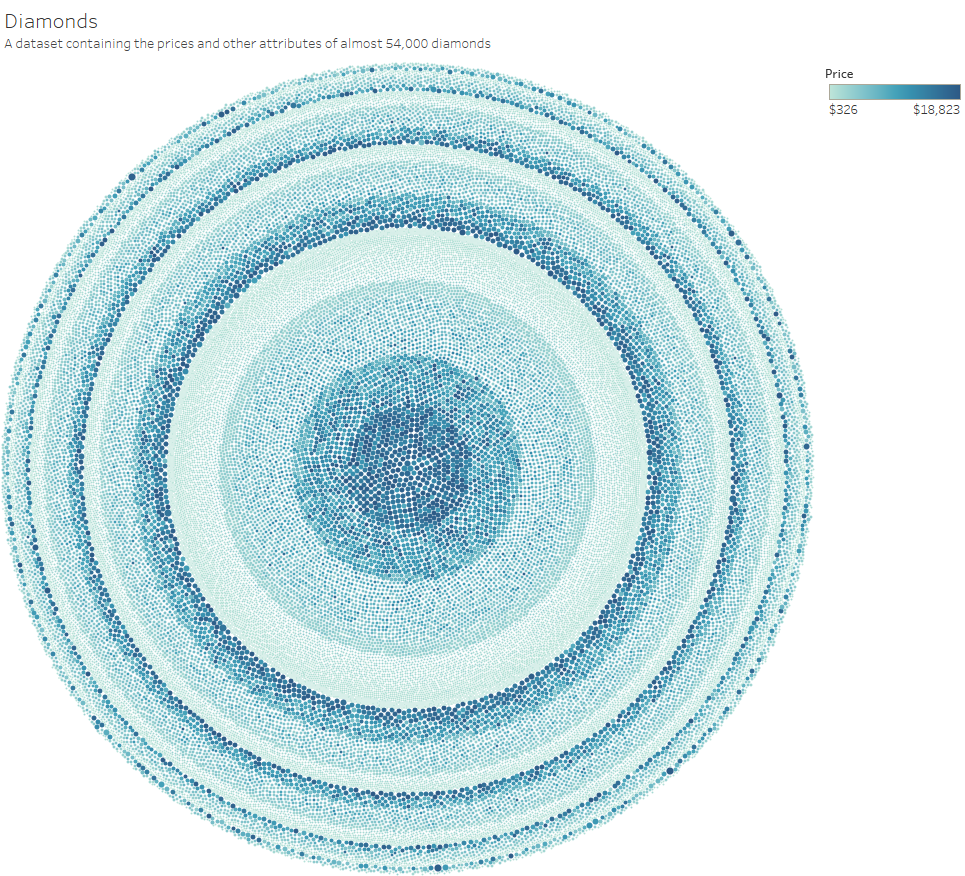 Diamonds
A dataset containing the prices and other attributes of almost 54,000 diamonds
Price
$326 $18,823